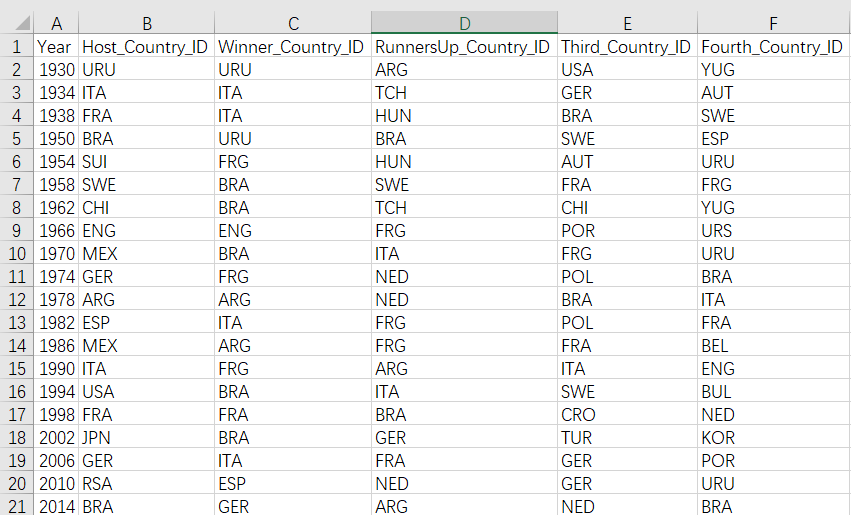 A B C D E F
1 Year Host_Country_ID Winner_Country_ID RunnersUp_Country_ID Third_Country_ID Fourth_Country_ID
2 1930 URU URU ARG USA YUG
3 1934 ITA ITA TCH GER AUT
4 1938 FRA ITA HUN BRA SWE
5 1950 BRA URU BRA SWE ESP
6 1954 SUI FRG HUN AUT URU
7 1958 SWE BRA SWE FRA FRG
8 1962 CHI BRA TCH CHI YUG
9 1966 ENG ENG FRG POR URS
10 1970 MEX BRA ITA FRG URU
11 1974 GER FRG NED POL BRA
12 1978 ARG ARG NED BRA ITA
13 1982 ESP ITA FRG POL FRA
14 1986 MEX ARG FRG FRA BEL
15 1990 ITA FRG ARG ITA ENG
16 1994 USA BRA ITA SWE BUL
17 1998 FRA FRA BRA CRO NED
18 2002 JPN BRA GER TUR KOR
19 2006 GER ITA FRA GER POR
20 2010 RSA ESP NED GER URU
21 2014 BRA GER ARG NED BRA